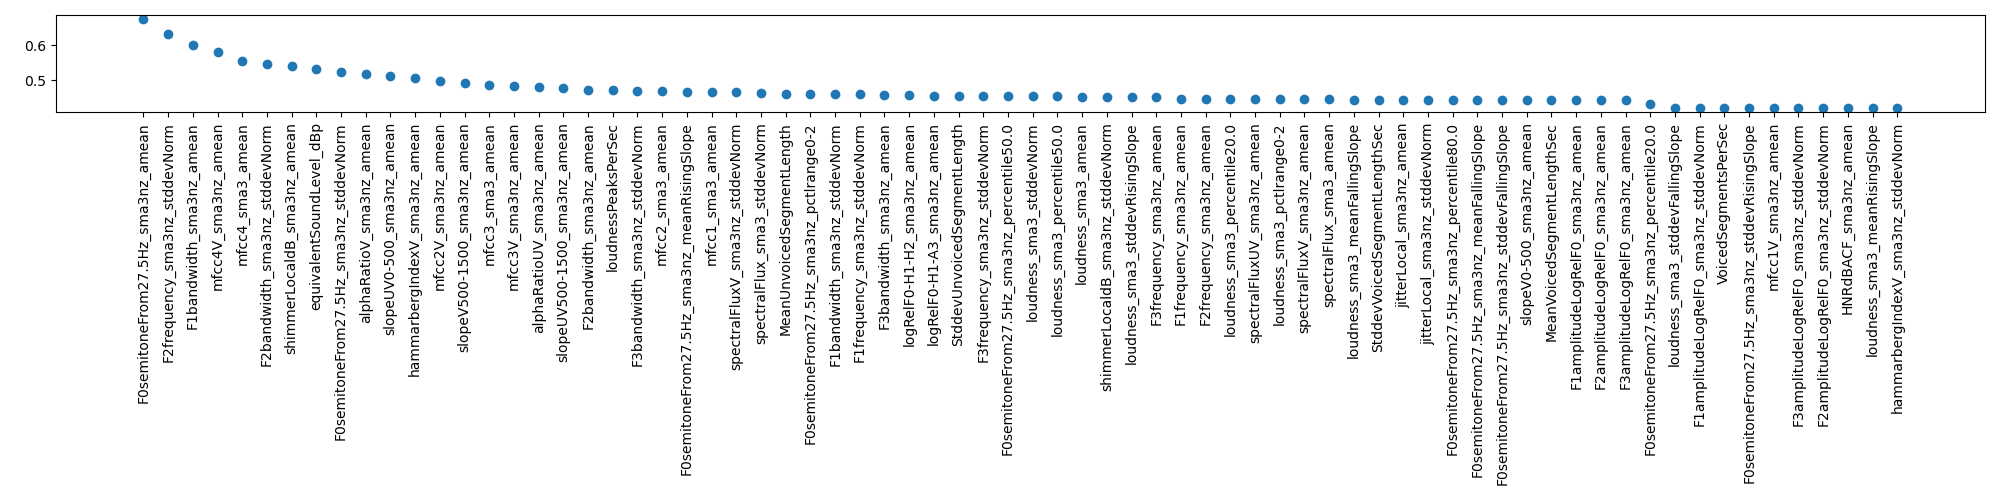 0.6
0.5
F0semitoneFrom27.5Hz_sma3nz_amean
F2frequency_sma3nz_stddevNorm
F1bandwidth_sma3nz_amean
mfcc4V_sma3nz_amean
mfcc4_sma3_amean
F2bandwidth_sma3nz_stddevNorm
shimmerLocaldB_sma3nz_amean
equivalentSoundLevel_dBp
F0semitoneFrom27.5Hz_sma3nz_stddevNorm
alphaRatioV_sma3nz_amean
slopeUV0-500_sma3nz_amean
hammarbergIndexV_sma3nz_amean
mfcc2V_sma3nz_amean
slopeV500-1500_sma3nz_amean
mfcc3_sma3_amean
mfcc3V_sma3nz_amean
alphaRatioUV_sma3nz_amean
slopeUV500-1500_sma3nz_amean
F2bandwidth_sma3nz_amean
loudnessPeaksPerSec
F3bandwidth_sma3nz_stddevNorm
mfcc2_sma3_amean
F0semitoneFrom27.5Hz_sma3nz_meanRisingSlope
mfcc1_sma3_amean
spectralFluxV_sma3nz_stddevNorm
spectralFlux_sma3_stddevNorm
MeanUnvoicedSegmentLength
F0semitoneFrom27.5Hz_sma3nz_pctlrange0-2
F1bandwidth_sma3nz_stddevNorm
F1frequency_sma3nz_stddevNorm
F3bandwidth_sma3nz_amean
logRelF0-H1-H2_sma3nz_amean
logRelF0-H1-A3_sma3nz_amean
StddevUnvoicedSegmentLength
F3frequency_sma3nz_stddevNorm
F0semitoneFrom27.5Hz_sma3nz_percentile50.0
loudness_sma3_stddevNorm
loudness_sma3_percentile50.0
loudness_sma3_amean
shimmerLocaldB_sma3nz_stddevNorm
loudness_sma3_stddevRisingSlope
F3frequency_sma3nz_amean
F1frequency_sma3nz_amean
F2frequency_sma3nz_amean
loudness_sma3_percentile20.0
spectralFluxUV_sma3nz_amean
loudness_sma3_pctlrange0-2
spectralFluxV_sma3nz_amean
spectralFlux_sma3_amean
loudness_sma3_meanFallingSlope
StddevVoicedSegmentLengthSec
jitterLocal_sma3nz_amean
jitterLocal_sma3nz_stddevNorm
F0semitoneFrom27.5Hz_sma3nz_percentile80.0
F0semitoneFrom27.5Hz_sma3nz_meanFallingSlope
F0semitoneFrom27.5Hz_sma3nz_stddevFallingSlope
slopeV0-500_sma3nz_amean
MeanVoicedSegmentLengthSec
F1amplitudeLogRelF0_sma3nz_amean
F2amplitudeLogRelF0_sma3nz_amean
F3amplitudeLogRelF0_sma3nz_amean
F0semitoneFrom27.5Hz_sma3nz_percentile20.0
loudness_sma3_stddevFallingSlope
F1amplitudeLogRelF0_sma3nz_stddevNorm
VoicedSegmentsPerSec
F0semitoneFrom27.5Hz_sma3nz_stddevRisingSlope
mfcc1V_sma3nz_amean
F3amplitudeLogRelF0_sma3nz_stddevNorm
F2amplitudeLogRelF0_sma3nz_stddevNorm
HNRdBACF_sma3nz_amean
loudness_sma3_meanRisingSlope
hammarbergIndexV_sma3nz_stddevNorm